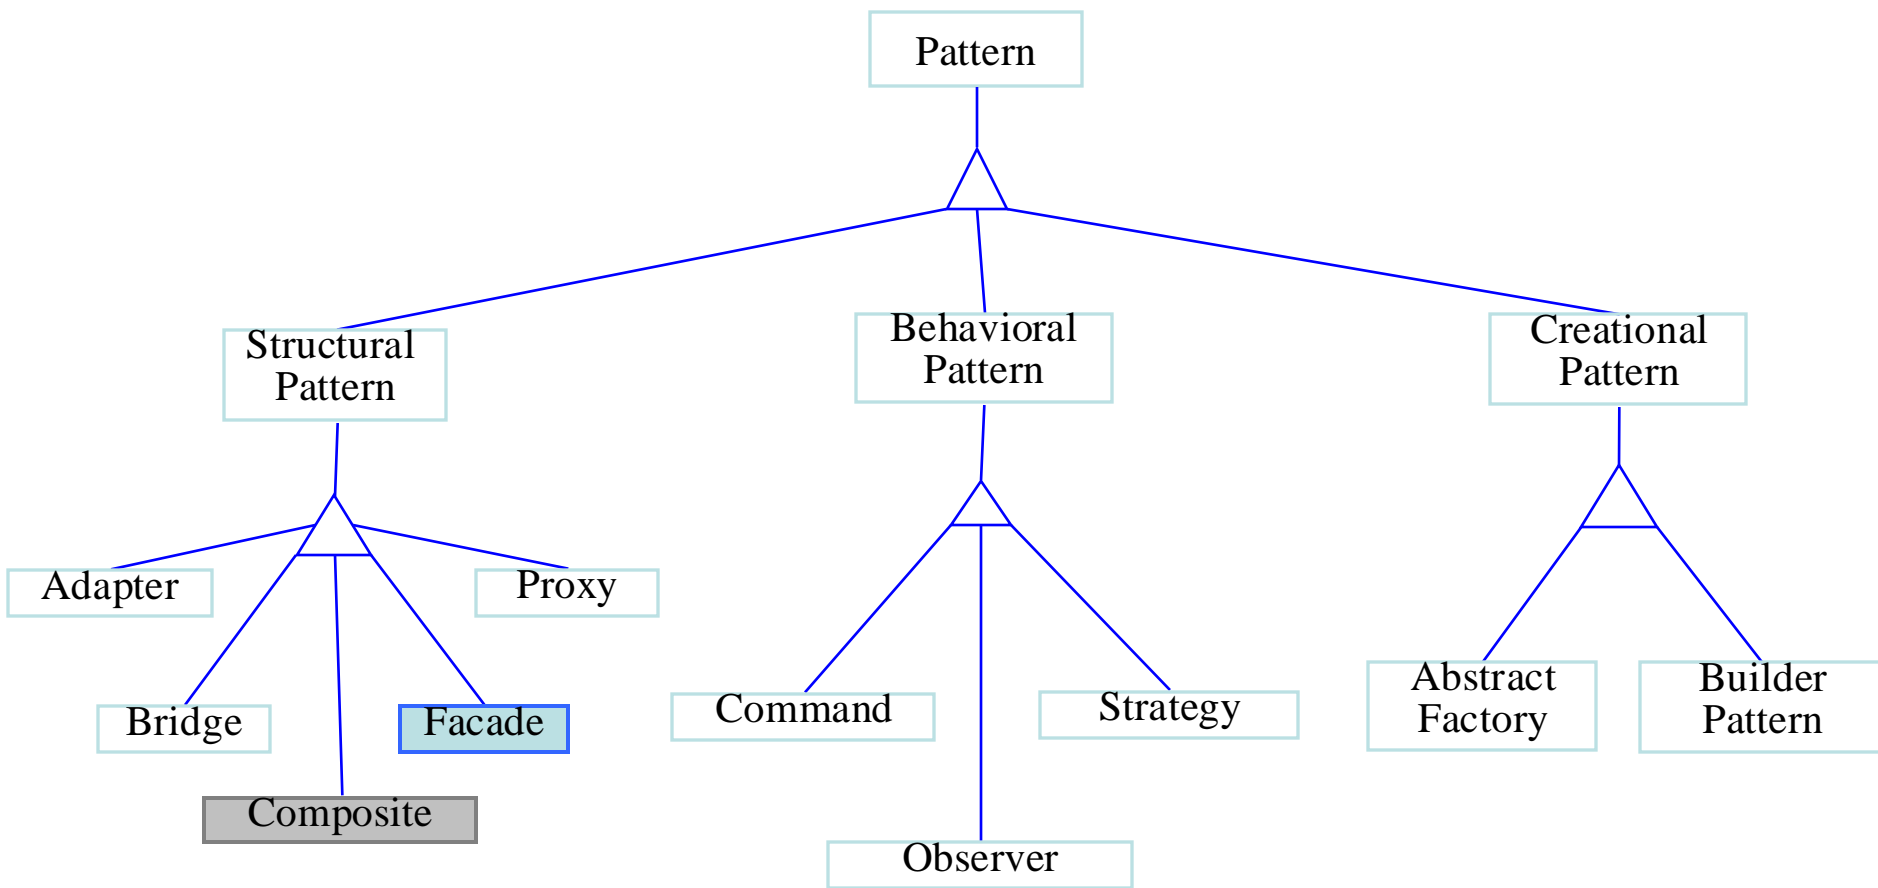 Pattern
Structural
Pattern
Behavioral
Pattern
Creational
Pattern
Adapter
Proxy
Bridge
Facade
Composite
Command
Observer
Strategy
Abstract
Factory
Builder
Pattern